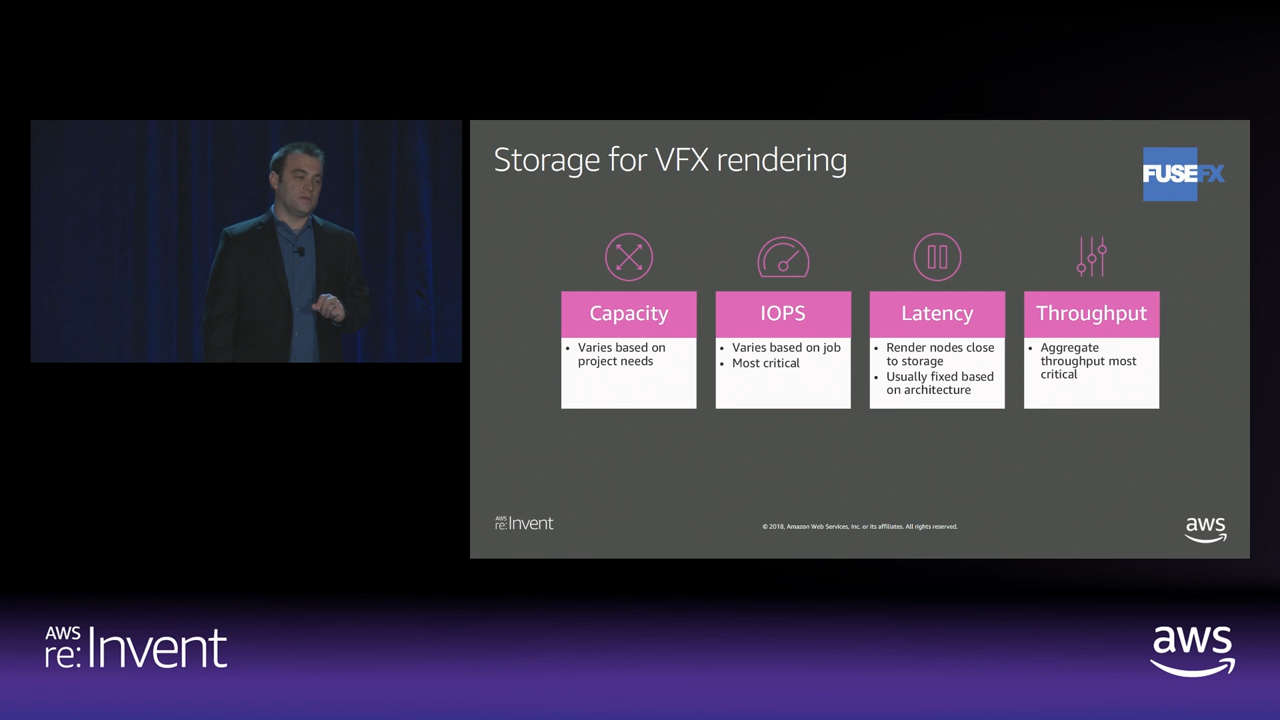 Storage for VFX rendering
FUSEFX
Capacity
• Varies based on
project needs
IOPS
• Varies based on job
• Most critical
Latency
• Render nodes close
to storage
• Usually fixed based
on architecture
Throughput
• Aggregate
throughput most
critical
AWS
re:Invent
© 2018, Amazon Web Services, Inc. or its affiliates. All rights reserved.
aws
AWS
re:Invent
aws